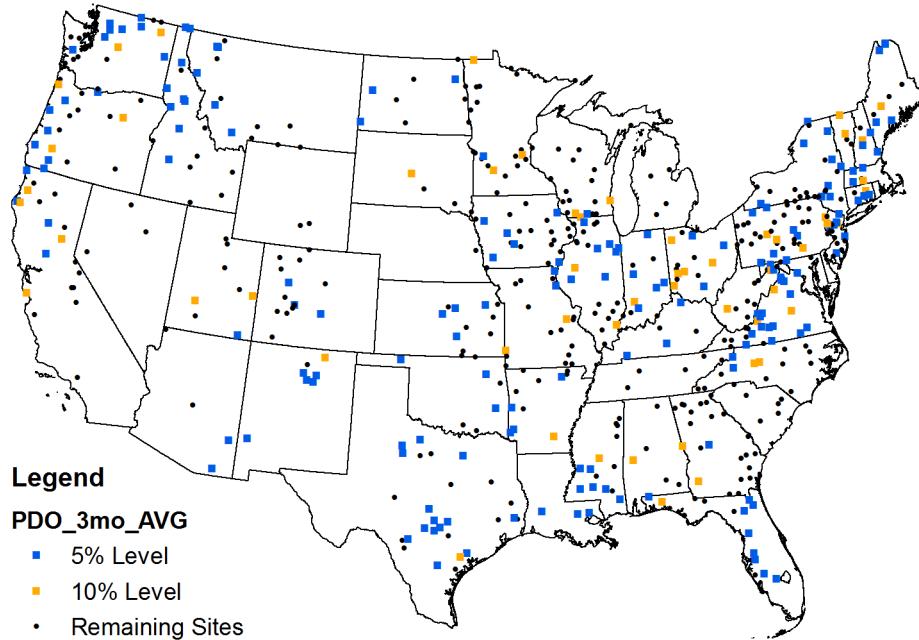 Legend
PDO_3mo_AVG
5% Level
10% Level
Remaining Sites